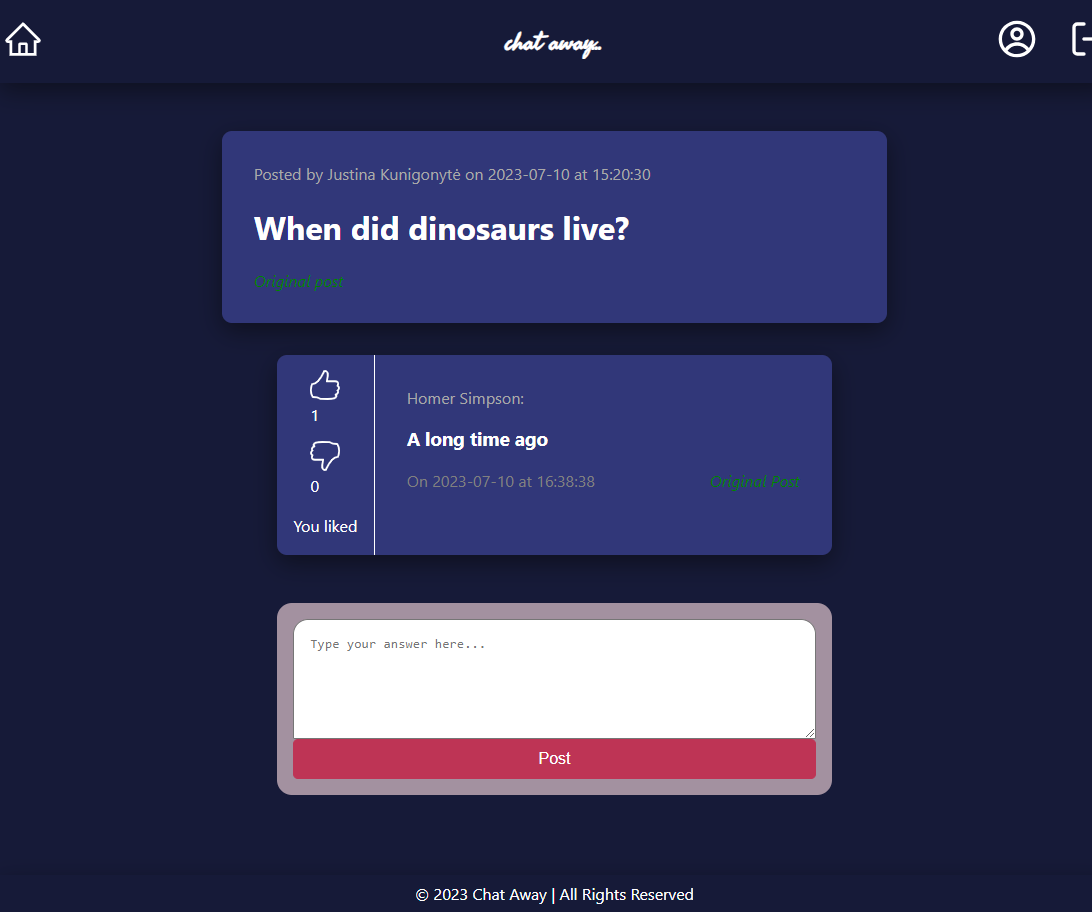 chat away..
Posted by Justina Kunigonytė on 2023-07-10 at 15:20:30
When did dinosaurs live?
Original post
1
0
You liked
Homer Simpson:
A long time ago
On 2023-07-10 at 16:38:38 Original Post
Type your answer here...
Post
© 2023 Chat Away | All Rights Reserved